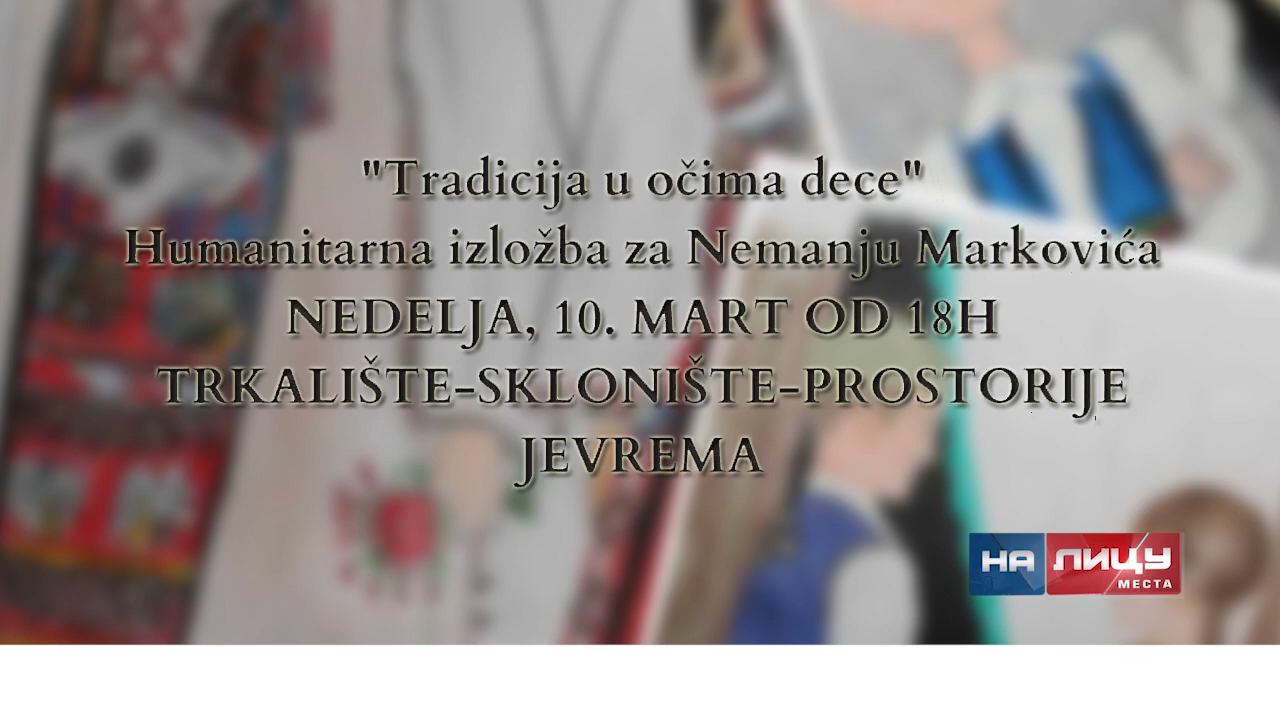 "Tradicija u očima dece"
Humanitarna izložba za Nemanju Markovića
NEDELJA, 10. MART OD 18H
TRKALIŠTE-SKLONIŠTE-PROSTORIJE
JEVREMA
НА ЛИЦУ
МЕСТА